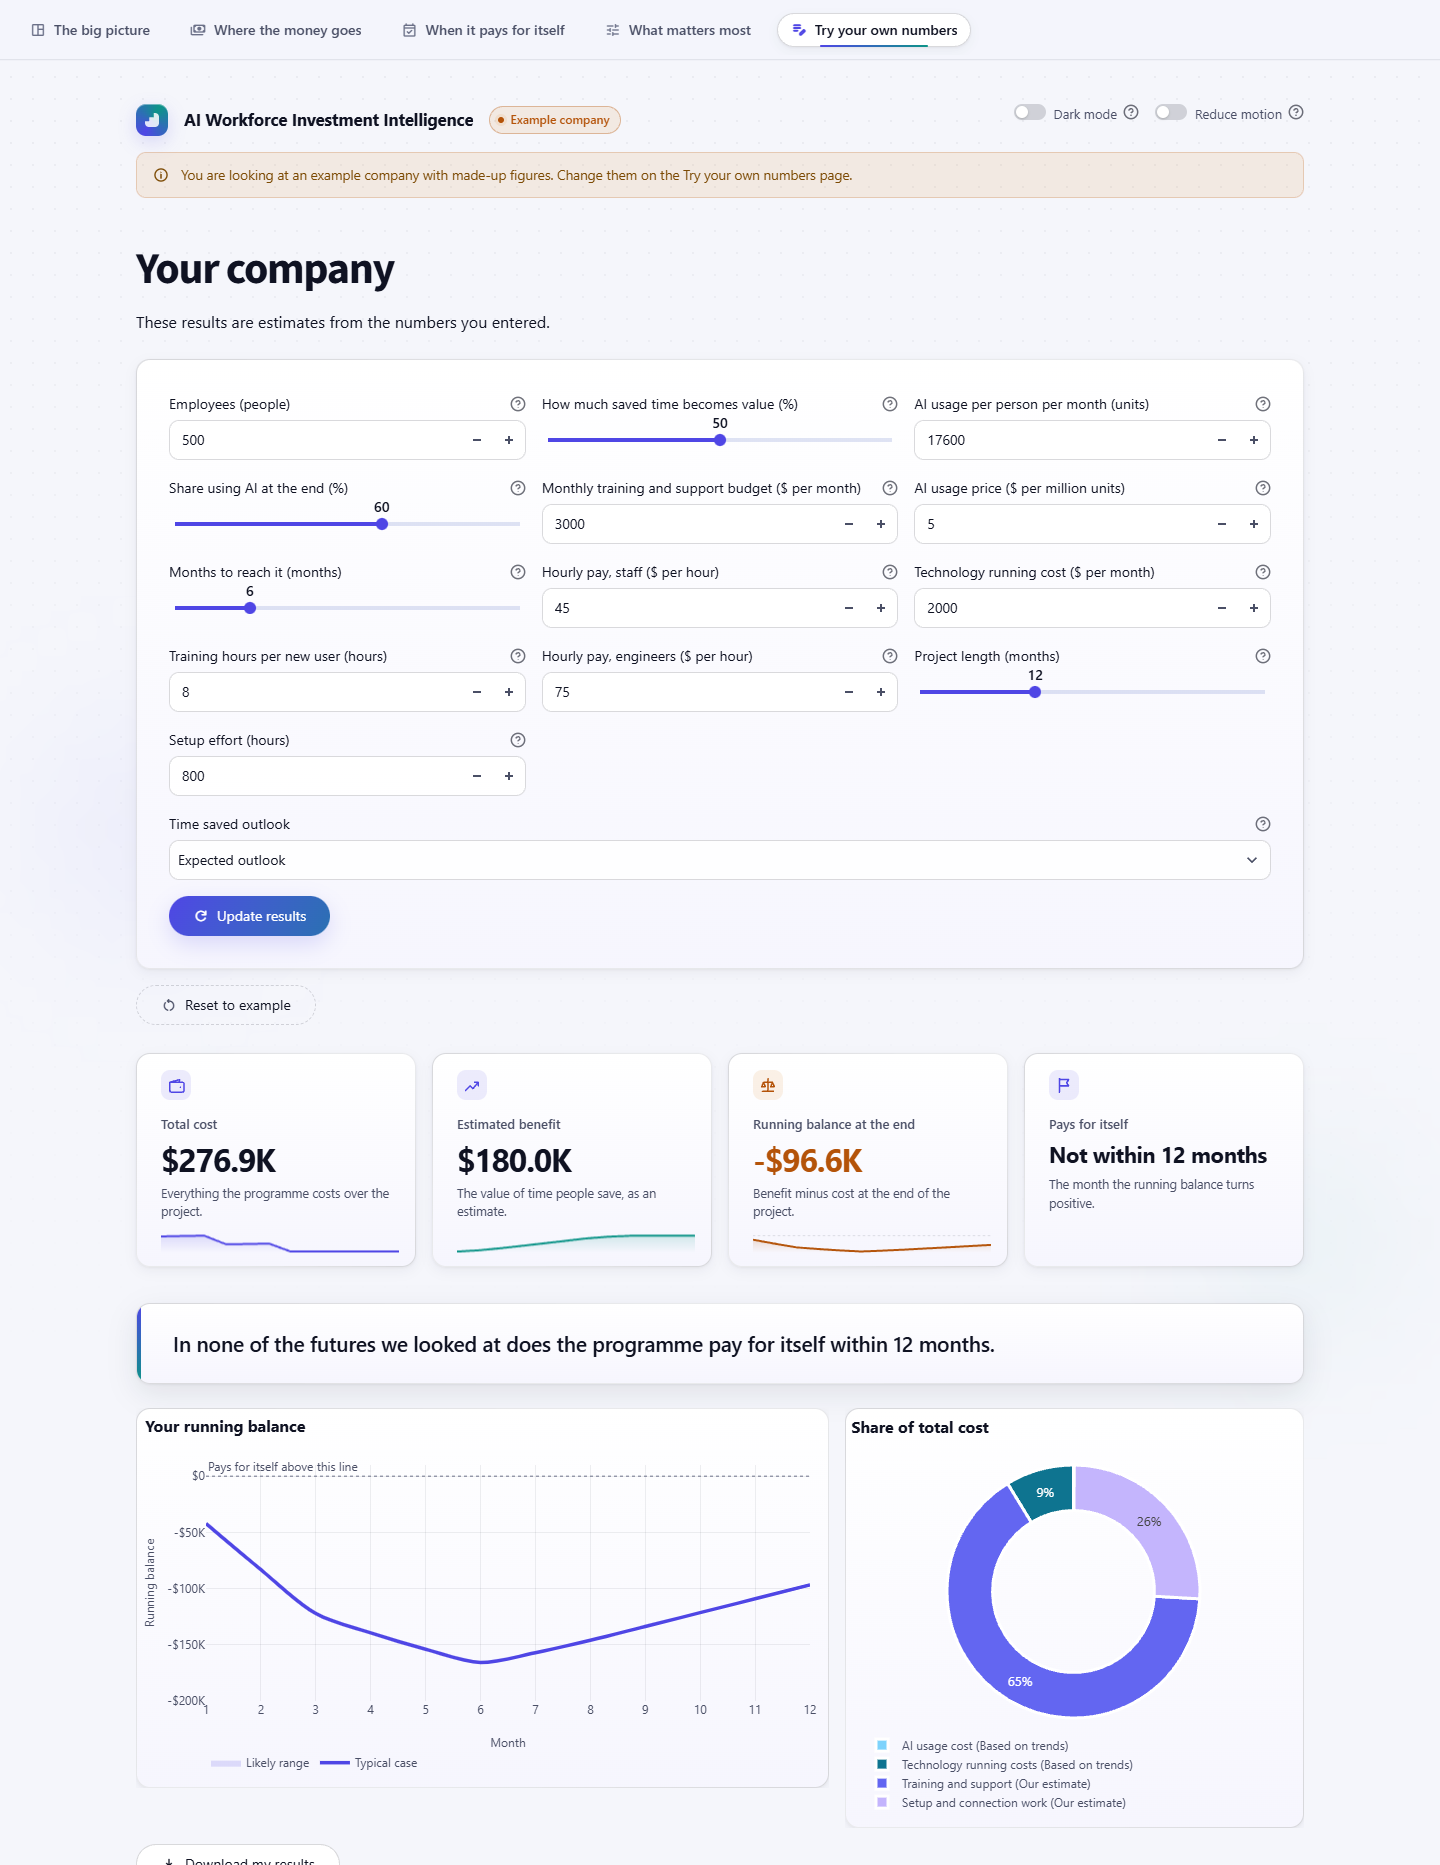 The big picture
Where the money goes
When it pays for itself
What matters most
Try your own numbers
AI Workforce Investment Intelligence
Example company
Dark mode
Reduce motion
You are looking at an example company with made-up figures. Change them on the Try your own numbers page.
Your company
These results are estimates from the numbers you entered.
Employees (people)
500
How much saved time becomes value (%)
50
AI usage per person per month (units)
17600
Share using AI at the end (%)
60
Monthly training and support budget ($ per month)
3000
AI usage price ($ per million units)
5
Months to reach it (months)
6
Hourly pay, staff ($ per hour)
45
Technology running cost ($ per month)
2000
Training hours per new user (hours)
8
Hourly pay, engineers ($ per hour)
75
Project length (months)
12
Setup effort (hours)
800
Time saved outlook
Expected outlook
Update results
Reset to example
Total cost
$276.9K
Everything the programme costs over the
project.
Estimated benefit
$180.0K
The value of time people save, as an
estimate.
Running balance at the end
-$96.6K
Benefit minus cost at the end of the
project.
Pays for itself
Not within 12 months
The month the running balance turns
positive.
In none of the futures we looked at does the programme pay for itself within 12 months.
Your running balance
Pays for itself above this line
$0
-$50K
-$100K
-$150K
-$200K
Running balance
1 2 3 4 5 6 7 8 9 10 11 12
Month
Likely range
Typical case
Share of total cost
9%
26%
65%
AI usage cost (Based on trends)
Technology running costs (Based on trends)
Training and support (Our estimate)
Setup and connection work (Our estimate)
Download my results